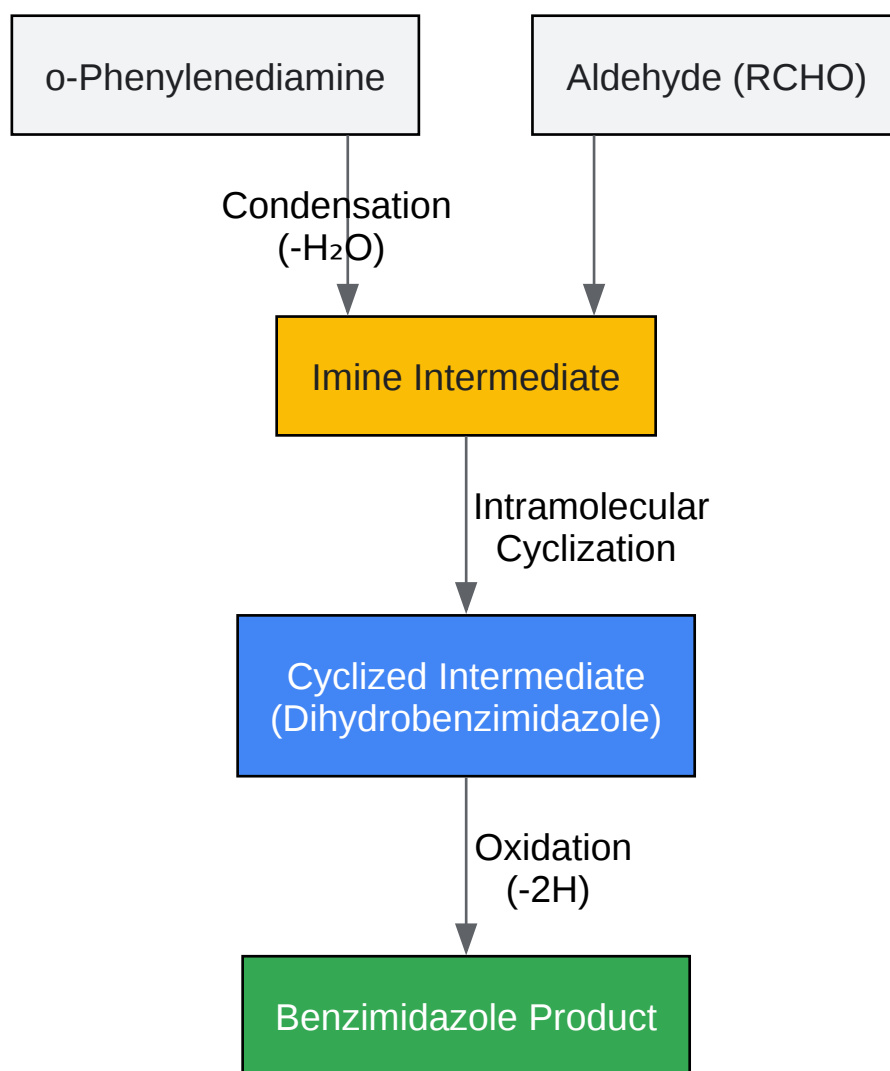 o-Phenylenediamine
Aldehyde (RCHO)
Condensation
(-H₂O)
Imine Intermediate
Intramolecular
Cyclization
Cyclized Intermediate
(Dihydrobenzimidazole)
Oxidation
(-2H)
Benzimidazole Product